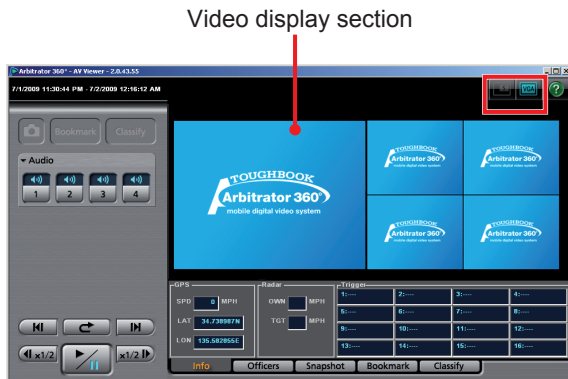 Video display section
Arbitrator 360° - AV Viewer - 2.0.43.55
7/1/2009 11:30:44 PM - 7/2/2009 12:16:12 AM
VGA
?
Bookmark
Classify
Audio
1
2
3
4
TOUGHBOOK
Arbitrator 360°
mobile digital video system
TOUGHBOOK
Arbitrator 360°
mobile digital video system
TOUGHBOOK
Arbitrator 360°
mobile digital video system
TOUGHBOOK
Arbitrator 360°
mobile digital video system
TOUGHBOOK
Arbitrator 360°
mobile digital video system
GPS
SPD 0 MPH
LAT 34.738987N
LON 135.582855E
Radar
OWN MPH
TGT MPH
Trigger
1:---- 2:---- 3:---- 4:----
5:---- 6:---- 7:---- 8:----
9:---- 10:---- 11:---- 12:----
13:---- 14:---- 15:---- 16:----
x1/2
x1/2
Info Officers Snapshot Bookmark Classify